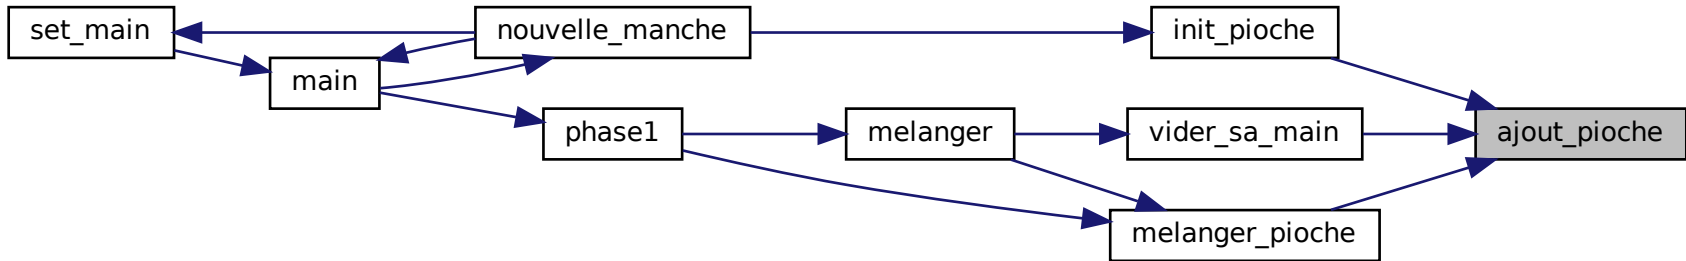 set_main
nouvelle_manche
init_pioche
main
phase1
melanger
vider_sa_main
ajout_pioche
melanger_pioche